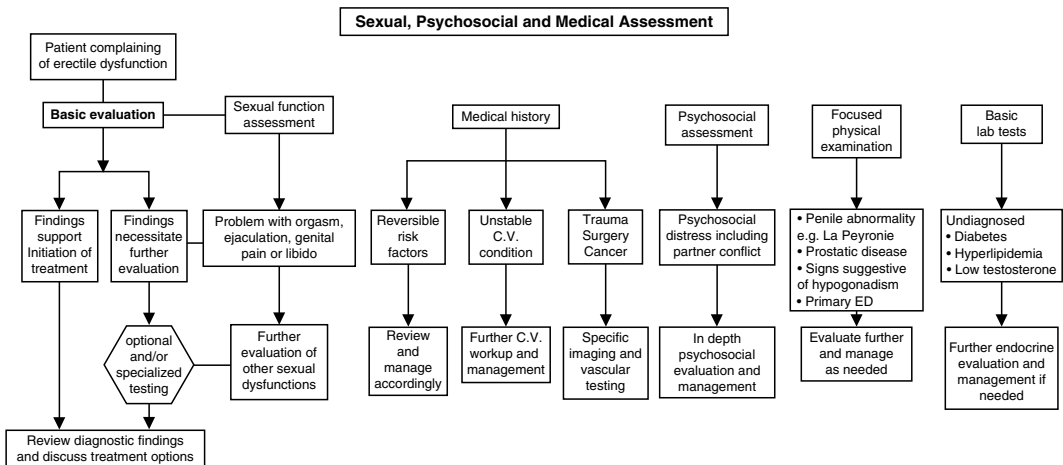 Sexual, Psychosocial and Medical Assessment
Patient complaining
of erectile dysfunction
Basic evaluation
Findings
support
Initiation of
treatment
Findings
necessitate
further
evaluation
optional
and/or
specialized
testing
Review diagnostic findings
and discuss treatment options
Sexual function
assessment
Problem with orgasm,
ejaculation, genital
pain or libido
Further
evaluation of
other sexual
dysfunctions
Medical history
Reversible
risk
factors
Review
and
manage
accordingly
Unstable
C.V.
condition
Further C.V.
workup and
management
Trauma
Surgery
Cancer
Specific
imaging and
vascular
testing
Psychosocial
assessment
Psychosocial
distress including
partner conflict
In depth
psychosocial
evaluation and
management
Focused
physical
examination
• Penile abnormality
e.g. La Peyronie
• Prostatic disease
• Signs suggestive
of hypogonadism
• Primary ED
Evaluate further
and manage
as needed
Basic
lab tests
Undiagnosed
• Diabetes
• Hyperlipidemia
• Low testosterone
Further endocrine
evaluation and
management if
needed